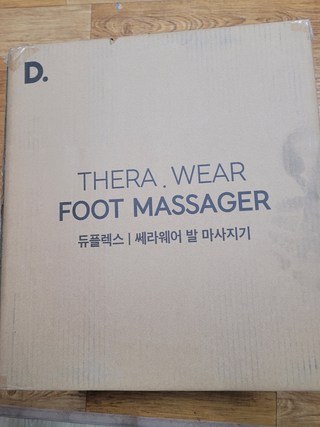 D.
THERA . WEAR
FOOT MASSAGER
듀플렉스 | 쎄라웨어 발 마사지기